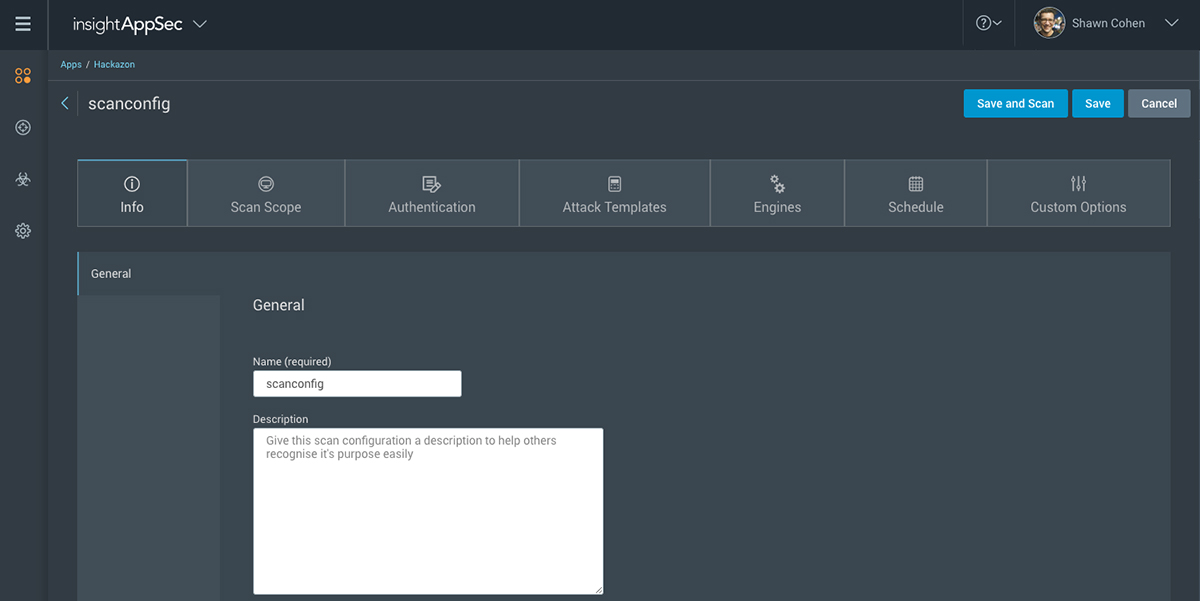 insightAppSec
Shawn Cohen
Apps / Hackazon
scanconfig
Save and Scan
Save
Cancel
Info
Scan Scope
Authentication
Attack Templates
Engines
Schedule
Custom Options
General
General
Name (required)
scanconfig
Description
Give this scan configuration a description to help others
recognise it's purpose easily